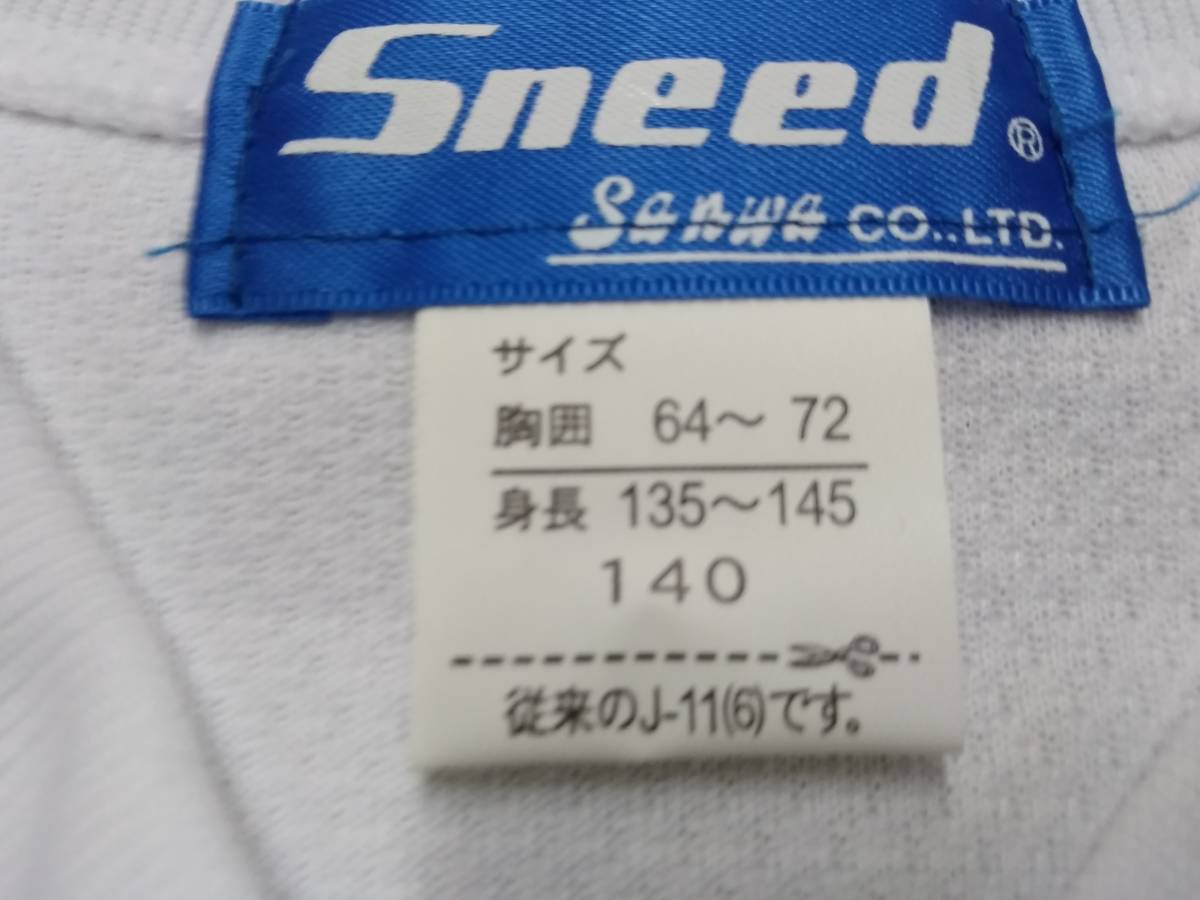 Sneed ®
Sanwa CO.,LTD.
サイズ
胸囲 64～72
身長 135～145
140
従来のJ-11(6)です。